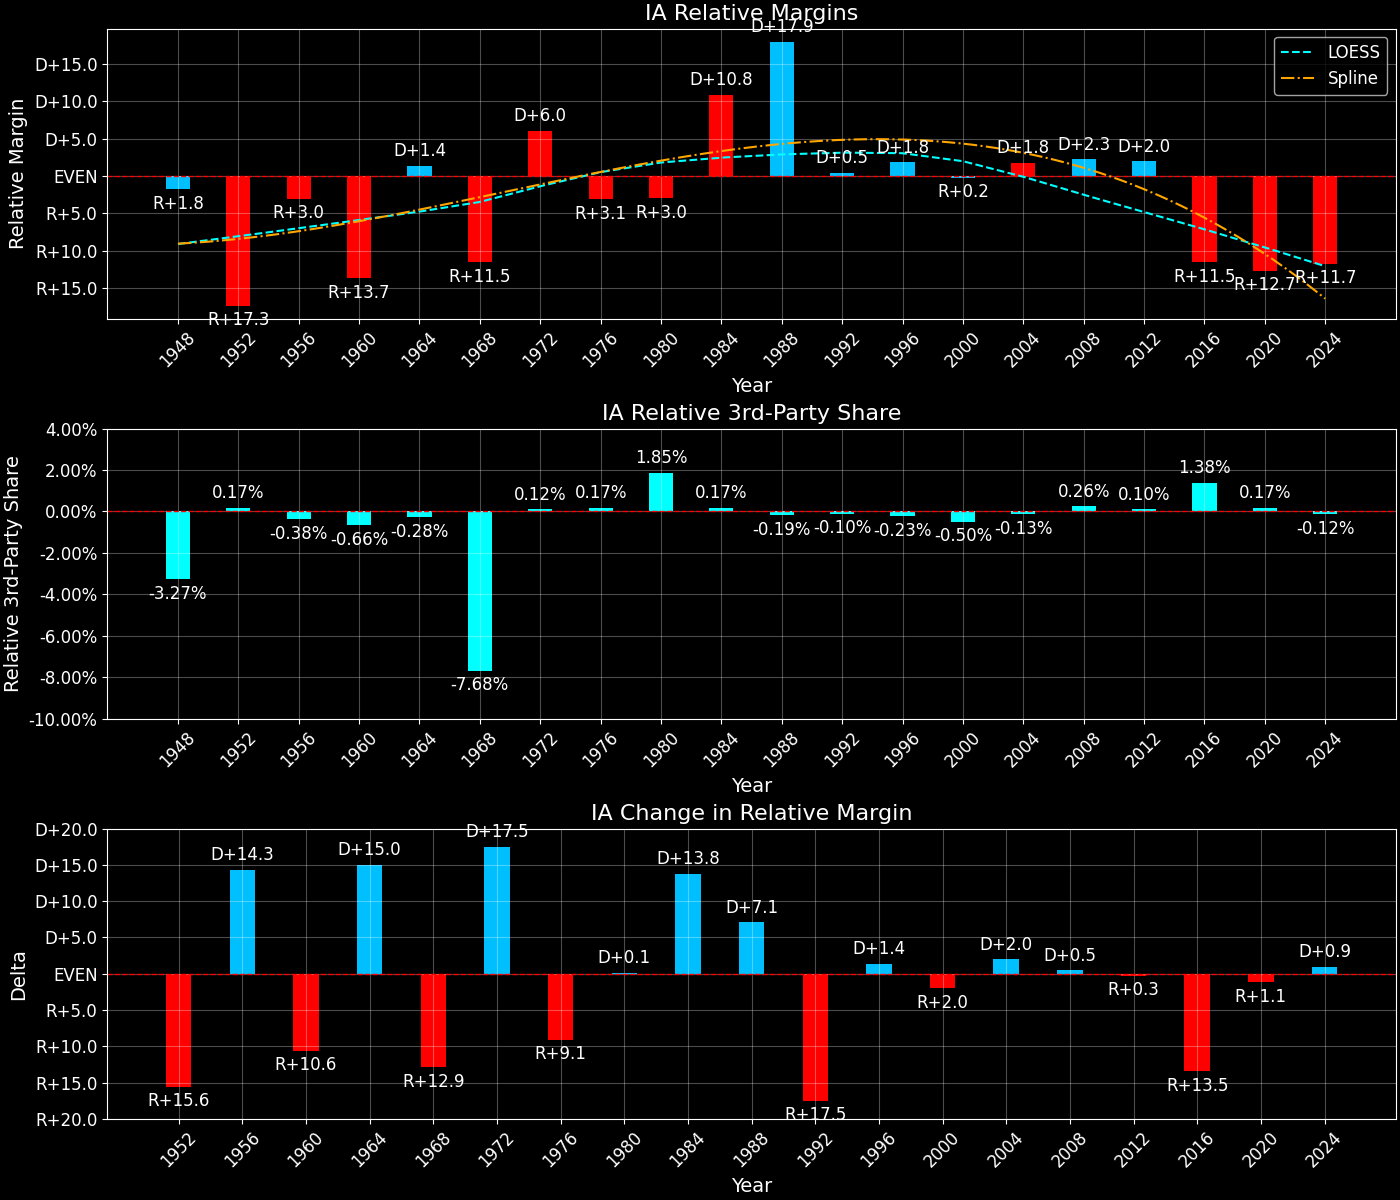 IA Relative Margins
Relative Margin
D+15.0
D+10.0
D+5.0
EVEN
R+5.0
R+10.0
R+15.0
LOESS
Spline
R+1.8
R+17.3
R+3.0
R+13.7
D+1.4
R+11.5
D+6.0
R+3.1
R+3.0
D+10.8
D+17.9
D+0.5
D+1.8
R+0.2
D+1.8
D+2.3
D+2.0
R+11.5
R+12.7
R+11.7
1948 1952 1956 1960 1964 1968 1972 1976 1980 1984 1988 1992 1996 2000 2004 2008 2012 2016 2020 2024
Year
IA Relative 3rd-Party Share
Relative 3rd-Party Share
4.00%
2.00%
0.00%
-2.00%
-4.00%
-6.00%
-8.00%
-10.00%
-3.27%
0.17%
-0.38%
-0.66%
-0.28%
-7.68%
0.12%
0.17%
1.85%
0.17%
-0.19%
-0.10%
-0.23%
-0.50%
-0.13%
0.26%
0.10%
1.38%
0.17%
-0.12%
1948 1952 1956 1960 1964 1968 1972 1976 1980 1984 1988 1992 1996 2000 2004 2008 2012 2016 2020 2024
Year
IA Change in Relative Margin
Delta
D+20.0
D+15.0
D+10.0
D+5.0
EVEN
R+5.0
R+10.0
R+15.0
R+20.0
R+15.6
D+14.3
R+10.6
D+15.0
R+12.9
D+17.5
R+9.1
D+0.1
D+13.8
D+7.1
R+17.5
D+1.4
R+2.0
D+2.0
D+0.5
R+0.3
R+13.5
R+1.1
D+0.9
1952 1956 1960 1964 1968 1972 1976 1980 1984 1988 1992 1996 2000 2004 2008 2012 2016 2020 2024
Year